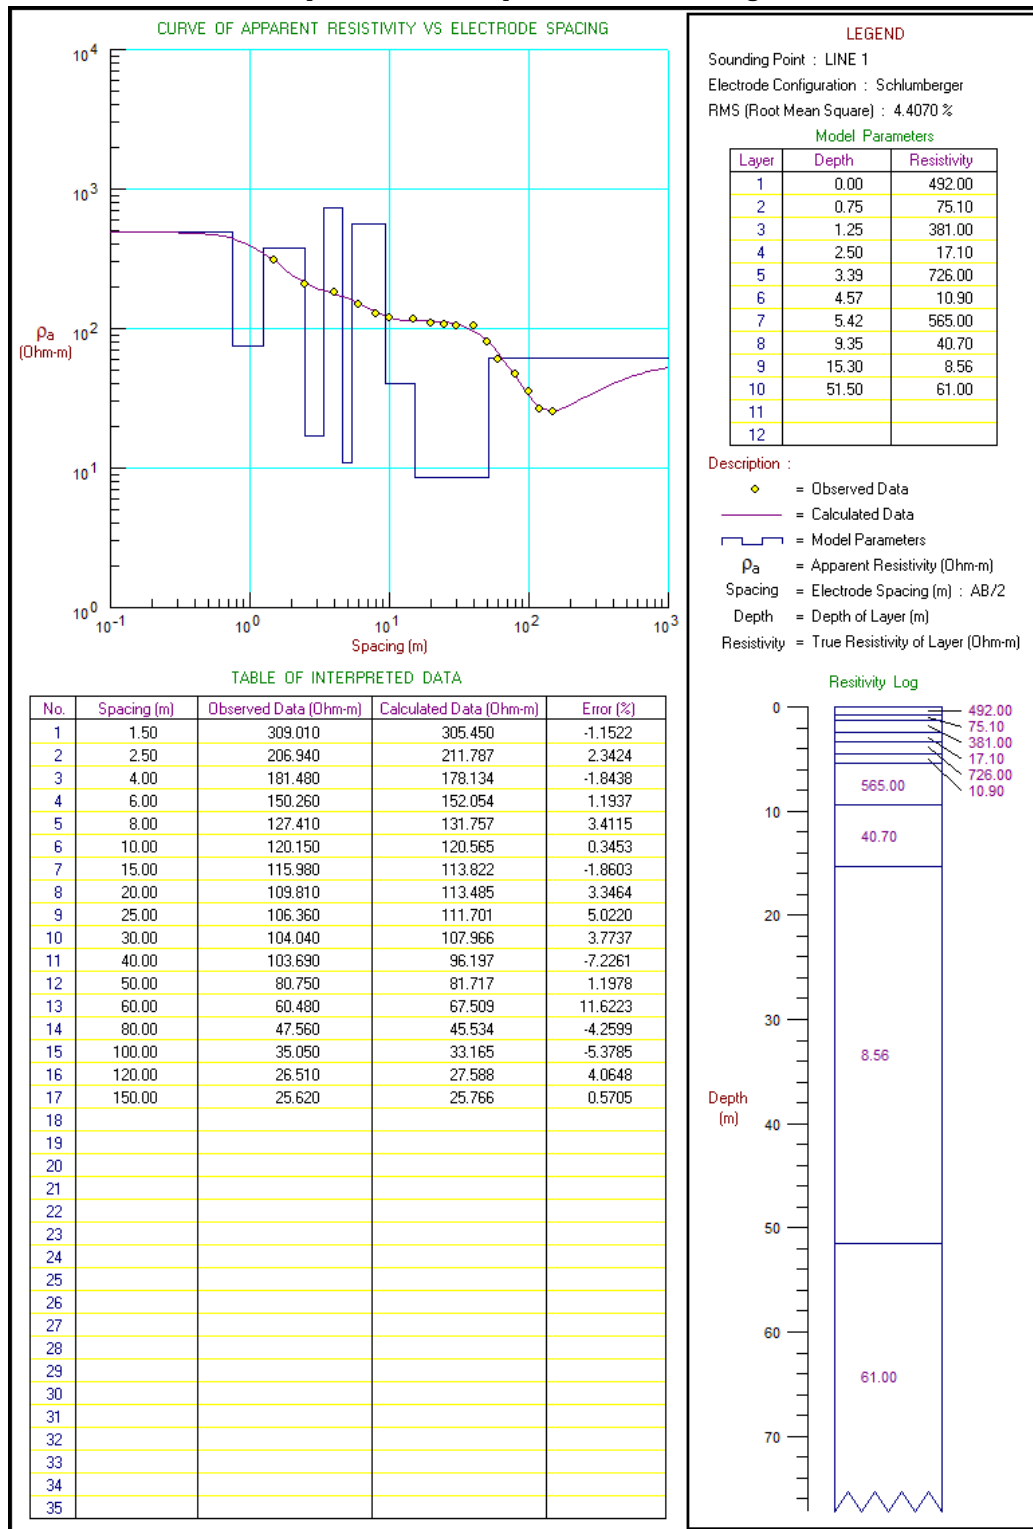 CURVE OF APPARENT RESISTIVITY VS ELECTRODE SPACING
10^4
10^3
10^2
10^1
10^0
ρa
(Ohm-m)
10^-1 10^0 10^1 10^2 10^3
Spacing (m)
TABLE OF INTERPRETED DATA
No. Spacing (m) Observed Data (Ohm-m) Calculated Data (Ohm-m) Error (%)
1 1.50 309.010 305.450 -1.1522
2 2.50 206.940 211.787 2.3424
3 4.00 181.480 178.134 -1.8438
4 6.00 150.260 152.054 1.1937
5 8.00 127.410 131.757 3.4115
6 10.00 120.150 120.565 0.3453
7 15.00 115.980 113.822 -1.8603
8 20.00 109.810 113.485 3.3464
9 25.00 106.360 111.701 5.0220
10 30.00 104.040 107.966 3.7737
11 40.00 103.690 96.197 -7.2261
12 50.00 80.750 81.717 1.1978
13 60.00 60.480 67.509 11.6223
14 80.00 47.560 45.534 -4.2599
15 100.00 35.050 33.165 -5.3785
16 120.00 26.510 27.588 4.0648
17 150.00 25.620 25.766 0.5705
18
19
20
21
22
23
24
25
26
27
28
29
30
31
32
33
34
35
LEGEND
Sounding Point : LINE 1
Electrode Configuration : Schlumberger
RMS (Root Mean Square) : 4.4070 %
Model Parameters
Layer Depth Resistivity
1 0.00 492.00
2 0.75 75.10
3 1.25 381.00
4 2.50 17.10
5 3.39 726.00
6 4.57 10.90
7 5.42 565.00
8 9.35 40.70
9 15.30 8.56
10 51.50 61.00
11
12
Description :
= Observed Data
= Calculated Data
= Model Parameters
ρa = Apparent Resistivity (Ohm-m)
Spacing = Electrode Spacing (m) : AB/2
Depth = Depth of Layer (m)
Resistivity = True Resistivity of Layer (Ohm-m)
Resitivity Log
0
10
20
30
40
50
60
70
Depth
(m)
492.00
75.10
381.00
17.10
726.00
10.90
565.00
40.70
8.56
61.00